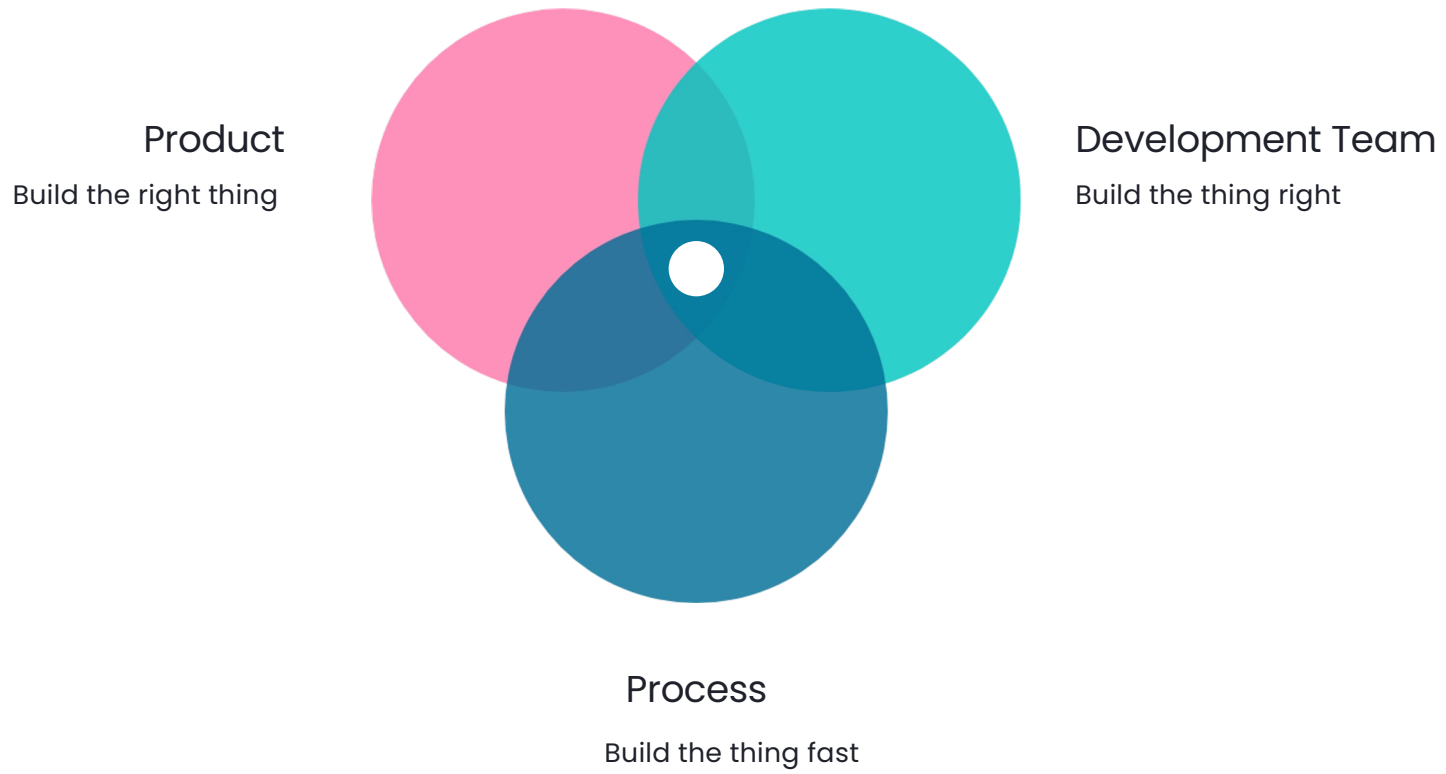 Product
Build the right thing
Development Team
Build the thing right
Process
Build the thing fast